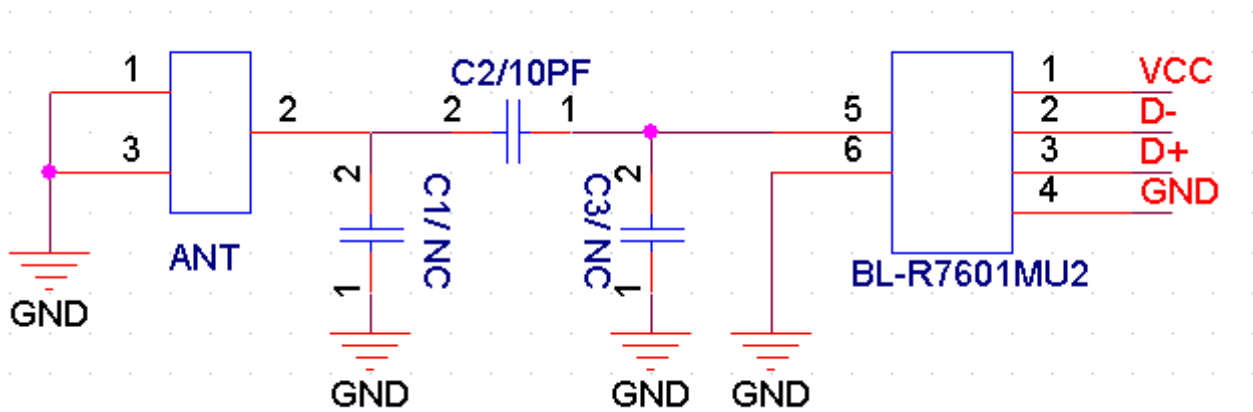 C2/10PF
1
3
2
2
1
5
6
1
2
3
4
VCC
D-
D+
GND
2
C1/ NC
1
2
C3/ NC
1
ANT
BL-R7601MU2
GND
GND
GND
GND